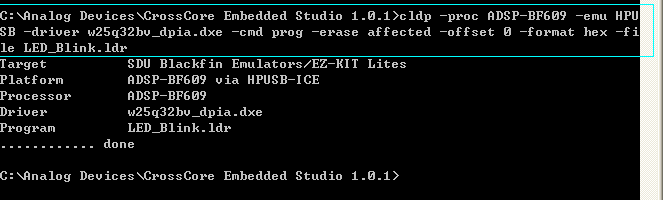 C:\Analog Devices\CrossCore Embedded Studio 1.0.1>cldp -proc ADSP-BF609 -emu HPU
SB -driver w25q32bv_dpia.dxe -cmd prog -erase affected -offset 0 -format hex -fi
le LED_Blink.ldr
Target SDU Blackfin Emulators/EZ-KIT Lites
Platform ADSP-BF609 via HPUSB-ICE
Processor ADSP-BF609
Driver w25q32bv_dpia.dxe
Program LED_Blink.ldr
............ done
C:\Analog Devices\CrossCore Embedded Studio 1.0.1>